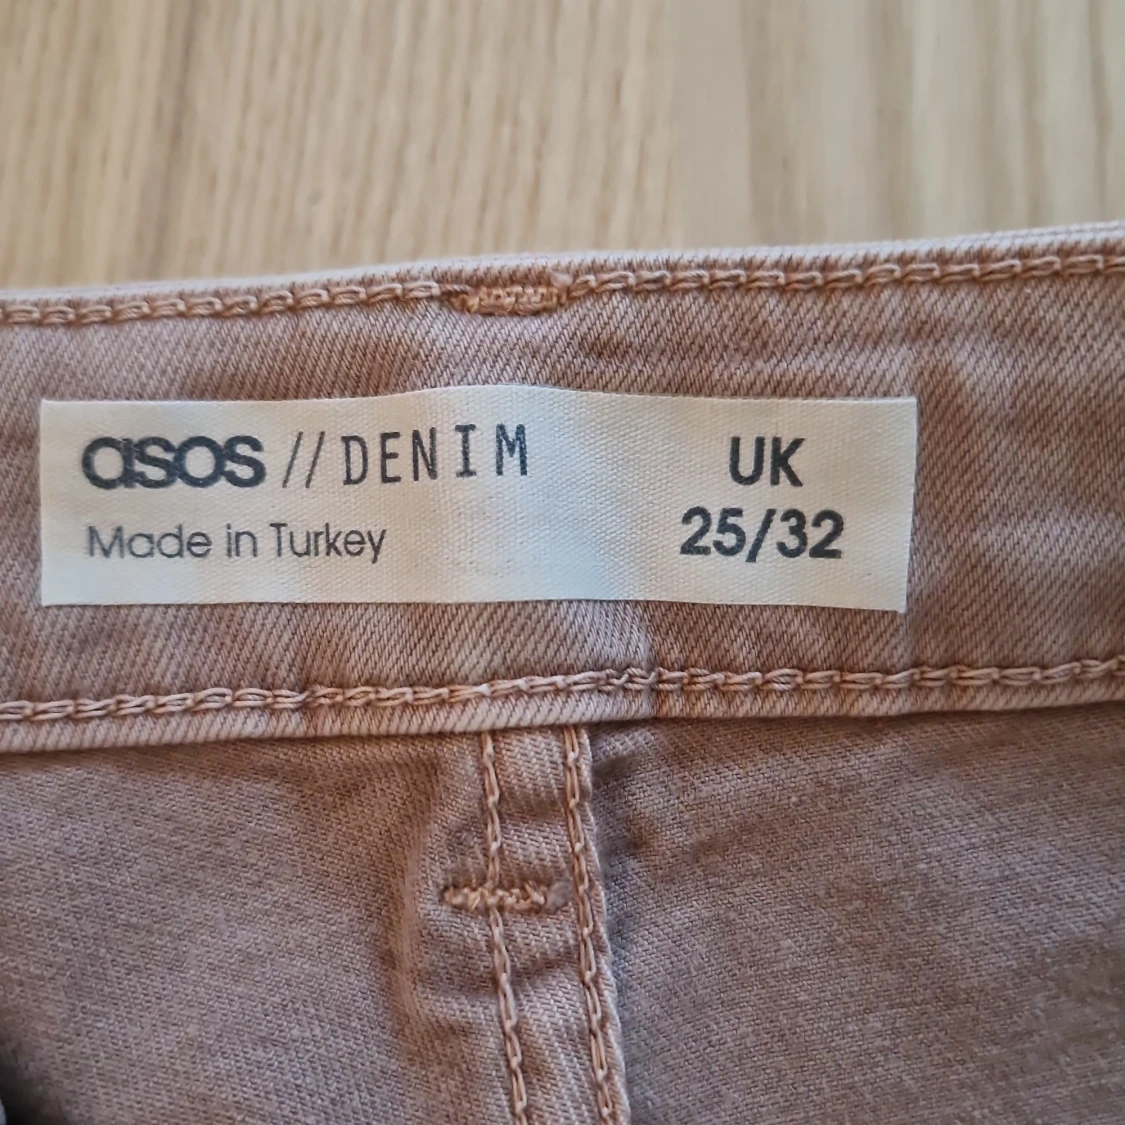 asos // DENIM
Made in Turkey
UK
25/32